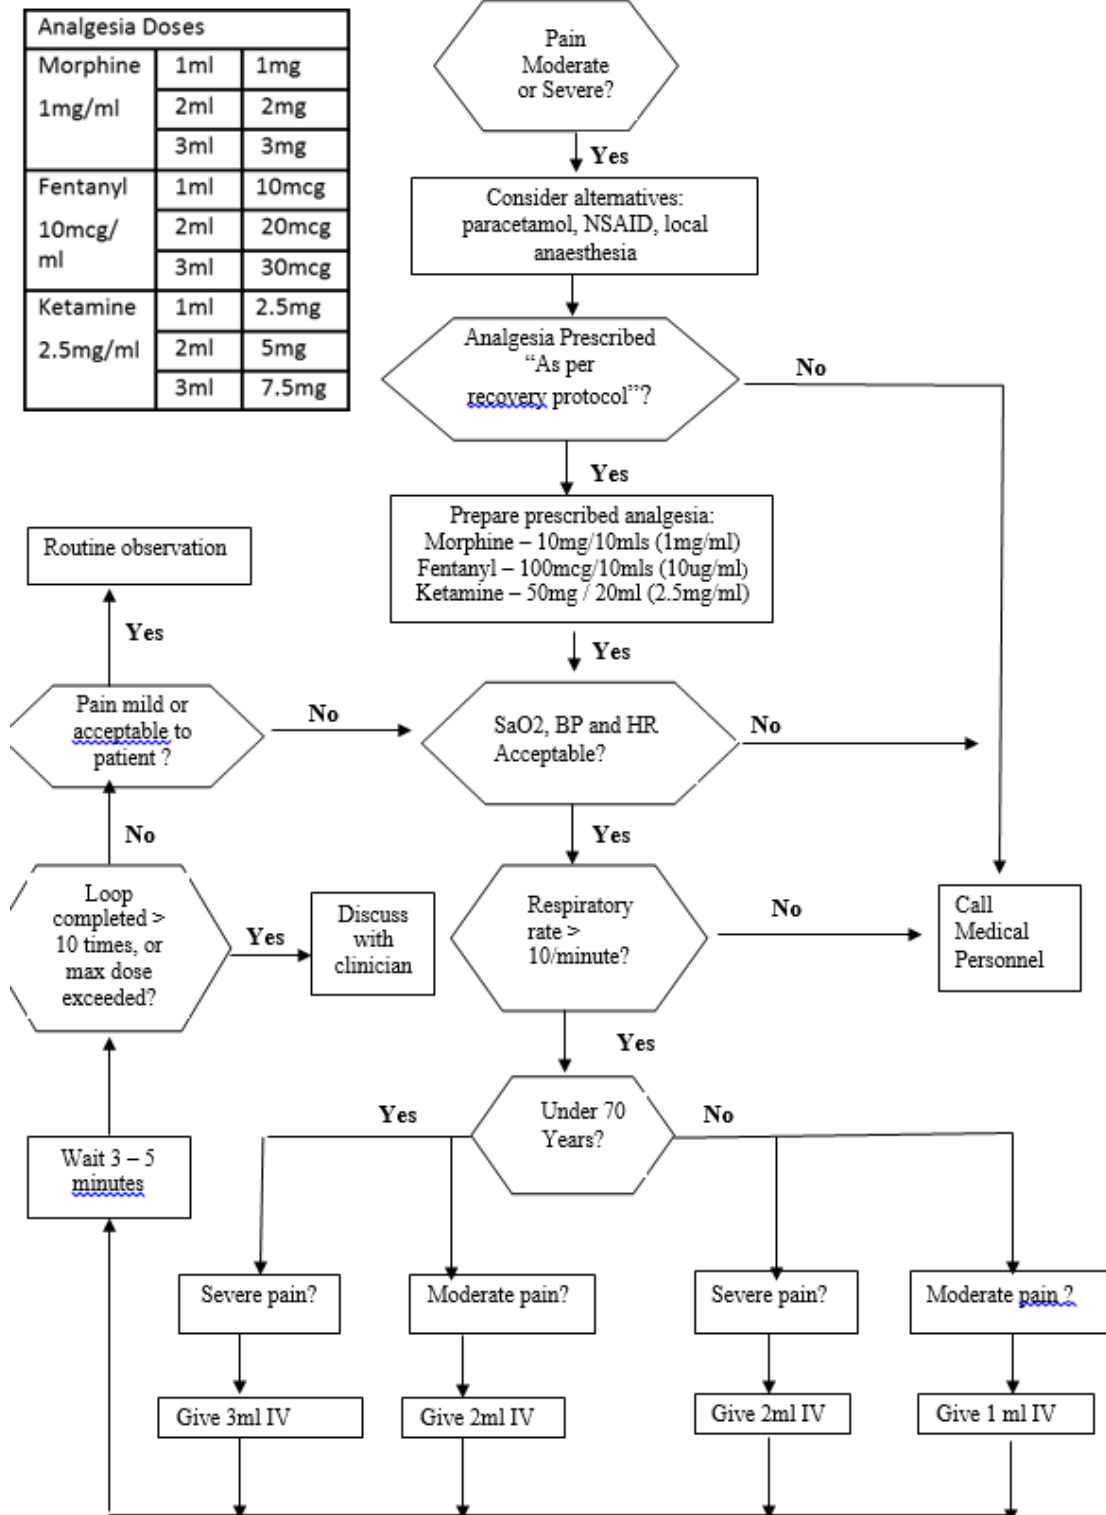 Analgesia Doses
Morphine 1ml 1mg
1mg/ml 2ml 2mg
3ml 3mg
Fentanyl 1ml 10mcg
10mcg/ 2ml 20mcg
ml
3ml 30mcg
Ketamine 1ml 2.5mg
2.5mg/ml 2ml 5mg
3ml 7.5mg
Pain
Moderate
or Severe?
Yes
Consider alternatives:
paracetamol, NSAID, local
anaesthesia
Analgesia Prescribed
“As per
recovery protocol”?
No
Yes
Prepare prescribed analgesia:
Morphine – 10mg/10mls (1mg/ml)
Fentanyl – 100mcg/10mls (10ug/ml)
Ketamine – 50mg / 20ml (2.5mg/ml)
Yes
Routine observation
Yes
Pain mild or
acceptable to
patient ?
No
SaO2, BP and HR
Acceptable?
No
Yes
No
Loop
completed >
10 times, or
max dose
exceeded?
Yes
Discuss
with
clinician
Respiratory
rate >
10/minute?
No
Call
Medical
Personnel
Yes
Under 70
Years?
Yes
No
Wait 3 – 5
minutes
Severe pain?
Moderate pain?
Severe pain?
Moderate pain ?
Give 3ml IV
Give 2ml IV
Give 2ml IV
Give 1 ml IV